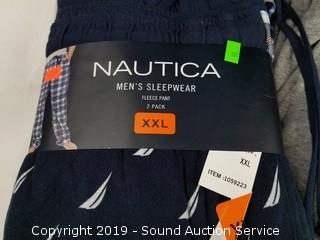 NAUTICA
MEN'S SLEEPWEAR
FLEECE PANT
2 PACK
XXL
XXL
ITEM :1059223
Copyright 2019 - Sound Auction Service